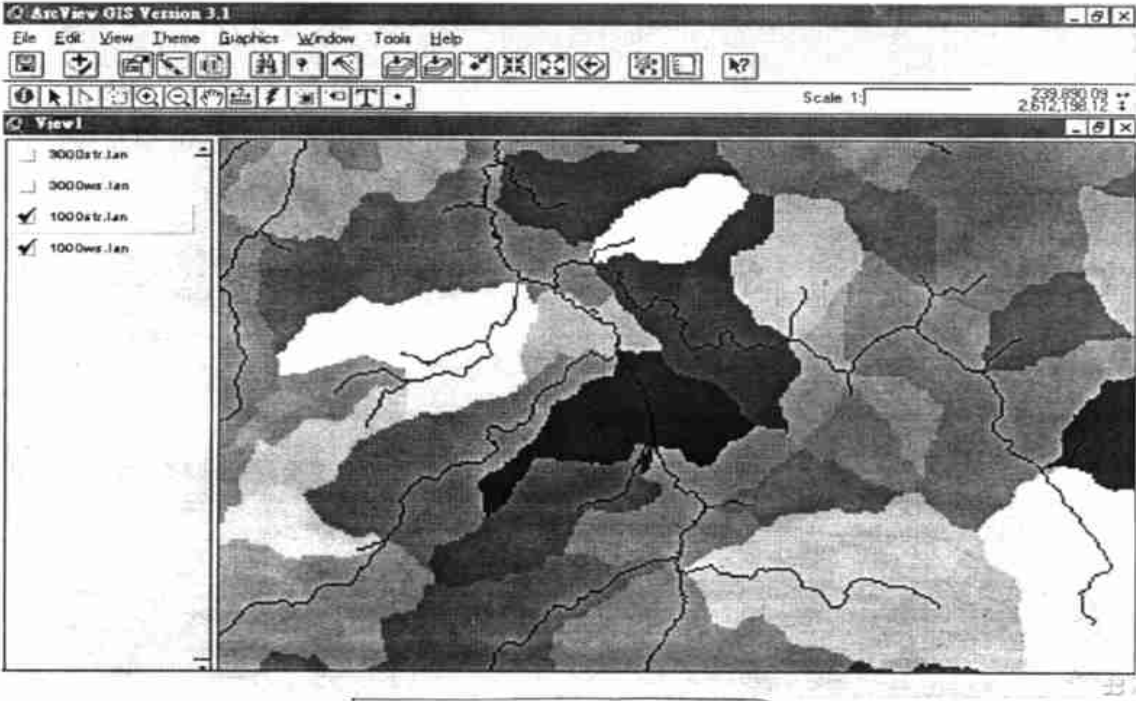 ArcView GIS Version 3.1
File Edit View Theme Graphics Window Tools Help
Scale 1:
239,890.09
2,612,198.12
View1
3000str.lan
3000ws.lan
1000str.lan
1000ws.lan